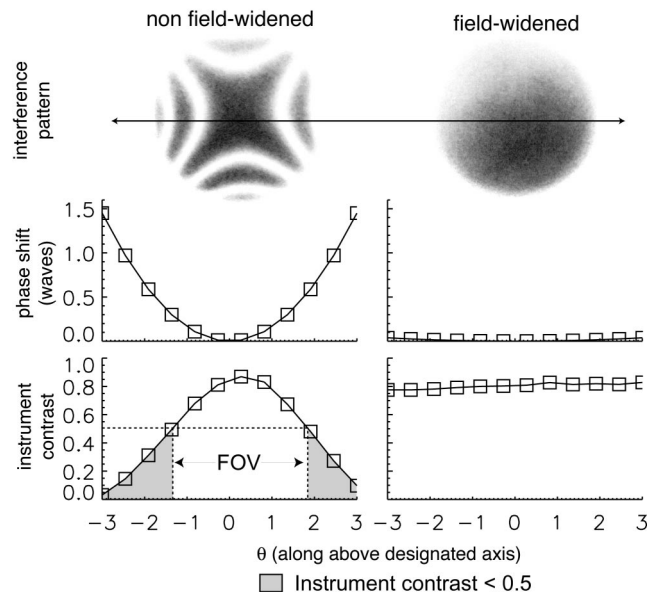 non field-widened
field-widened
interference
pattern
phase shift
(waves)
1.5
1.0
0.5
0.0
instrument
contrast
1.0
0.8
0.6
0.4
0.2
0.0
FOV
−3 −2 −1 0 1 2 3
−3 −2 −1 0 1 2 3
θ (along above designated axis)
Instrument contrast < 0.5